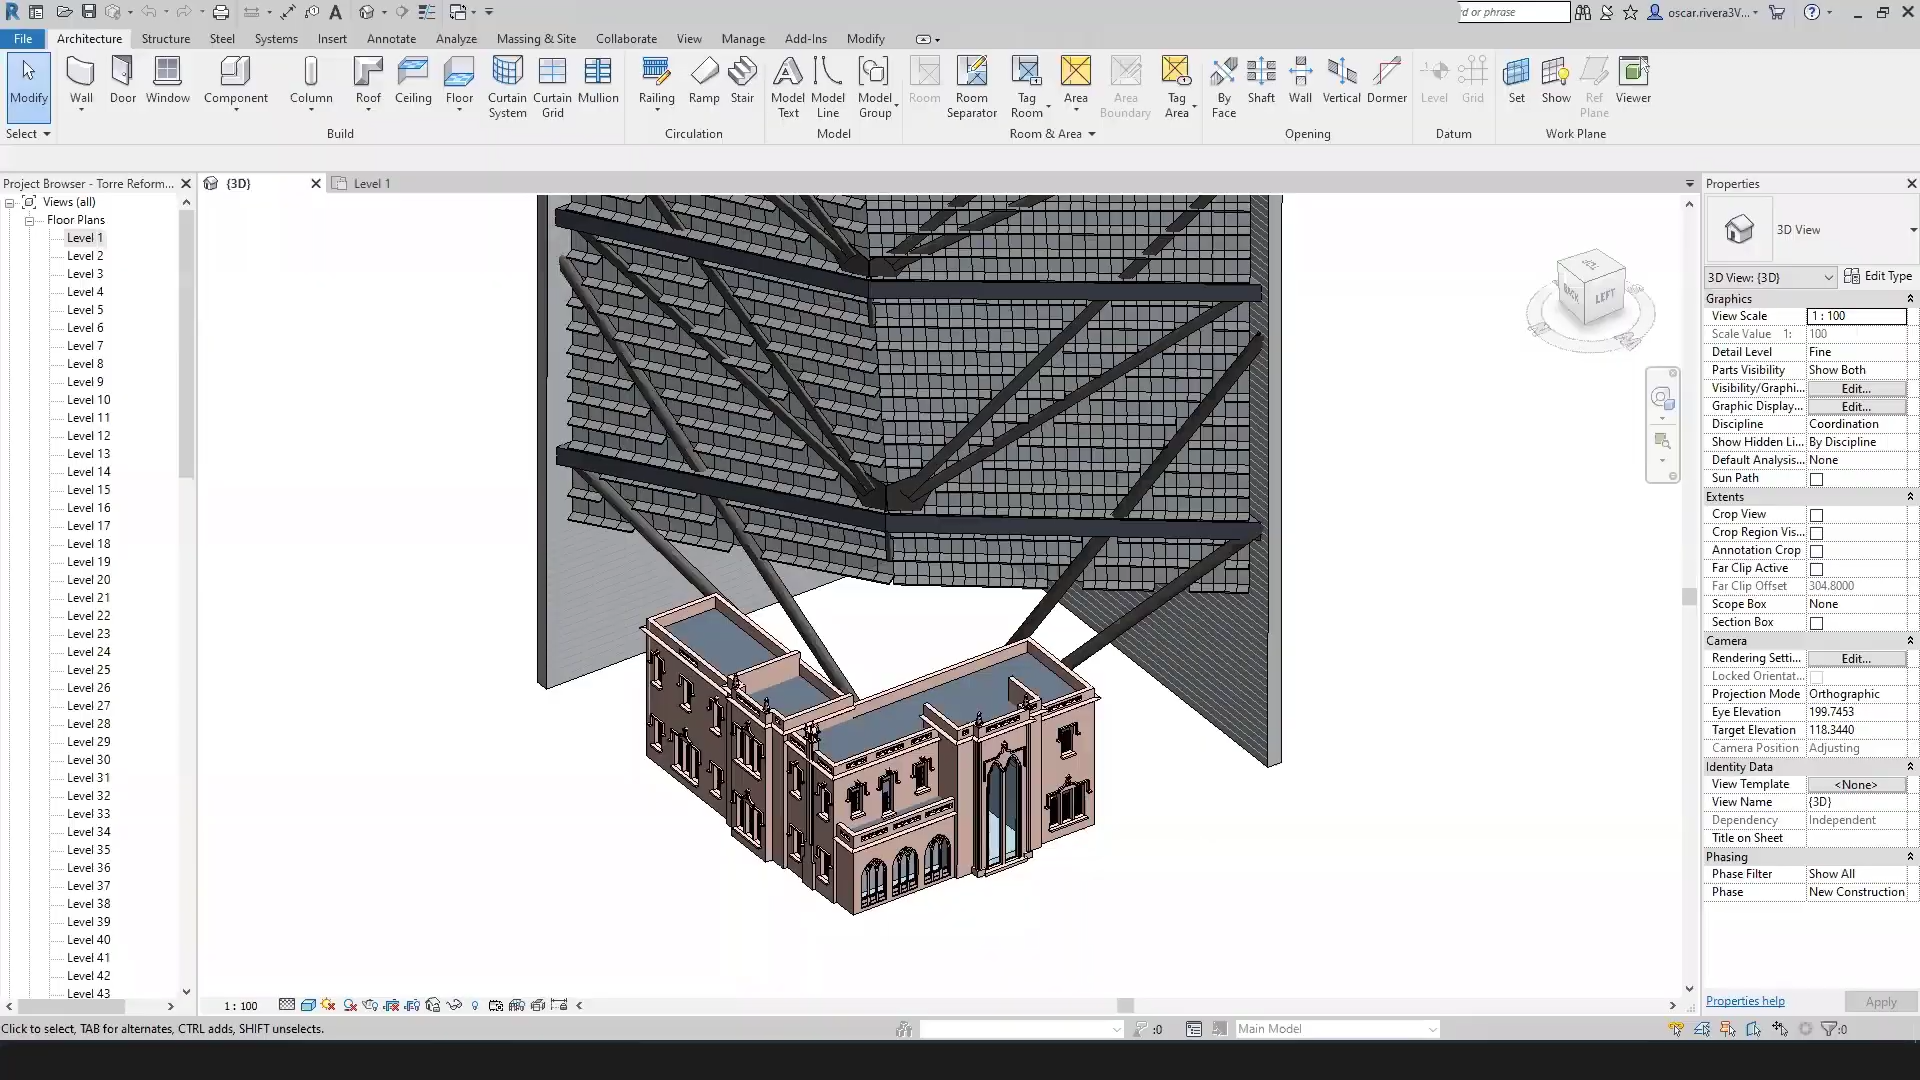 d or phrase
oscar.rivera3V...
File Architecture Structure Steel Systems Insert Annotate Analyze Massing & Site Collaborate View Manage Add-Ins Modify
Modify Wall Door Window Component Column Roof Ceiling Floor Curtain System Curtain Grid Mullion Railing Ramp Stair Model Text Model Line Model Group Room Room Separator Tag Room Area Area Boundary Tag Area By Face Shaft Wall Vertical Dormer Level Grid Set Show Ref Plane Viewer
Select Build Circulation Model Room & Area Opening Datum Work Plane
Project Browser - Torre Reform...
{3D}
Level 1
Properties
Views (all)
Floor Plans
Level 1
Level 2
Level 3
Level 4
Level 5
Level 6
Level 7
Level 8
Level 9
Level 10
Level 11
Level 12
Level 13
Level 14
Level 15
Level 16
Level 17
Level 18
Level 19
Level 20
Level 21
Level 22
Level 23
Level 24
Level 25
Level 26
Level 27
Level 28
Level 29
Level 30
Level 31
Level 32
Level 33
Level 34
Level 35
Level 36
Level 37
Level 38
Level 39
Level 40
Level 41
Level 42
Level 43
TOP
BACK
LEFT
3D View
3D View: {3D} Edit Type
Graphics
View Scale 1 : 100
Scale Value 1: 100
Detail Level Fine
Parts Visibility Show Both
Visibility/Graphi... Edit...
Graphic Display... Edit...
Discipline Coordination
Show Hidden Li... By Discipline
Default Analysis... None
Sun Path
Extents
Crop View
Crop Region Vis...
Annotation Crop
Far Clip Active
Far Clip Offset 304.8000
Scope Box None
Section Box
Camera
Rendering Setti... Edit...
Locked Orientat...
Projection Mode Orthographic
Eye Elevation 199.7453
Target Elevation 118.3440
Camera Position Adjusting
Identity Data
View Template <None>
View Name {3D}
Dependency Independent
Title on Sheet
Phasing
Phase Filter Show All
Phase New Construction
Properties help Apply
1 : 100
Click to select, TAB for alternates, CTRL adds, SHIFT unselects.
:0
Main Model
:0